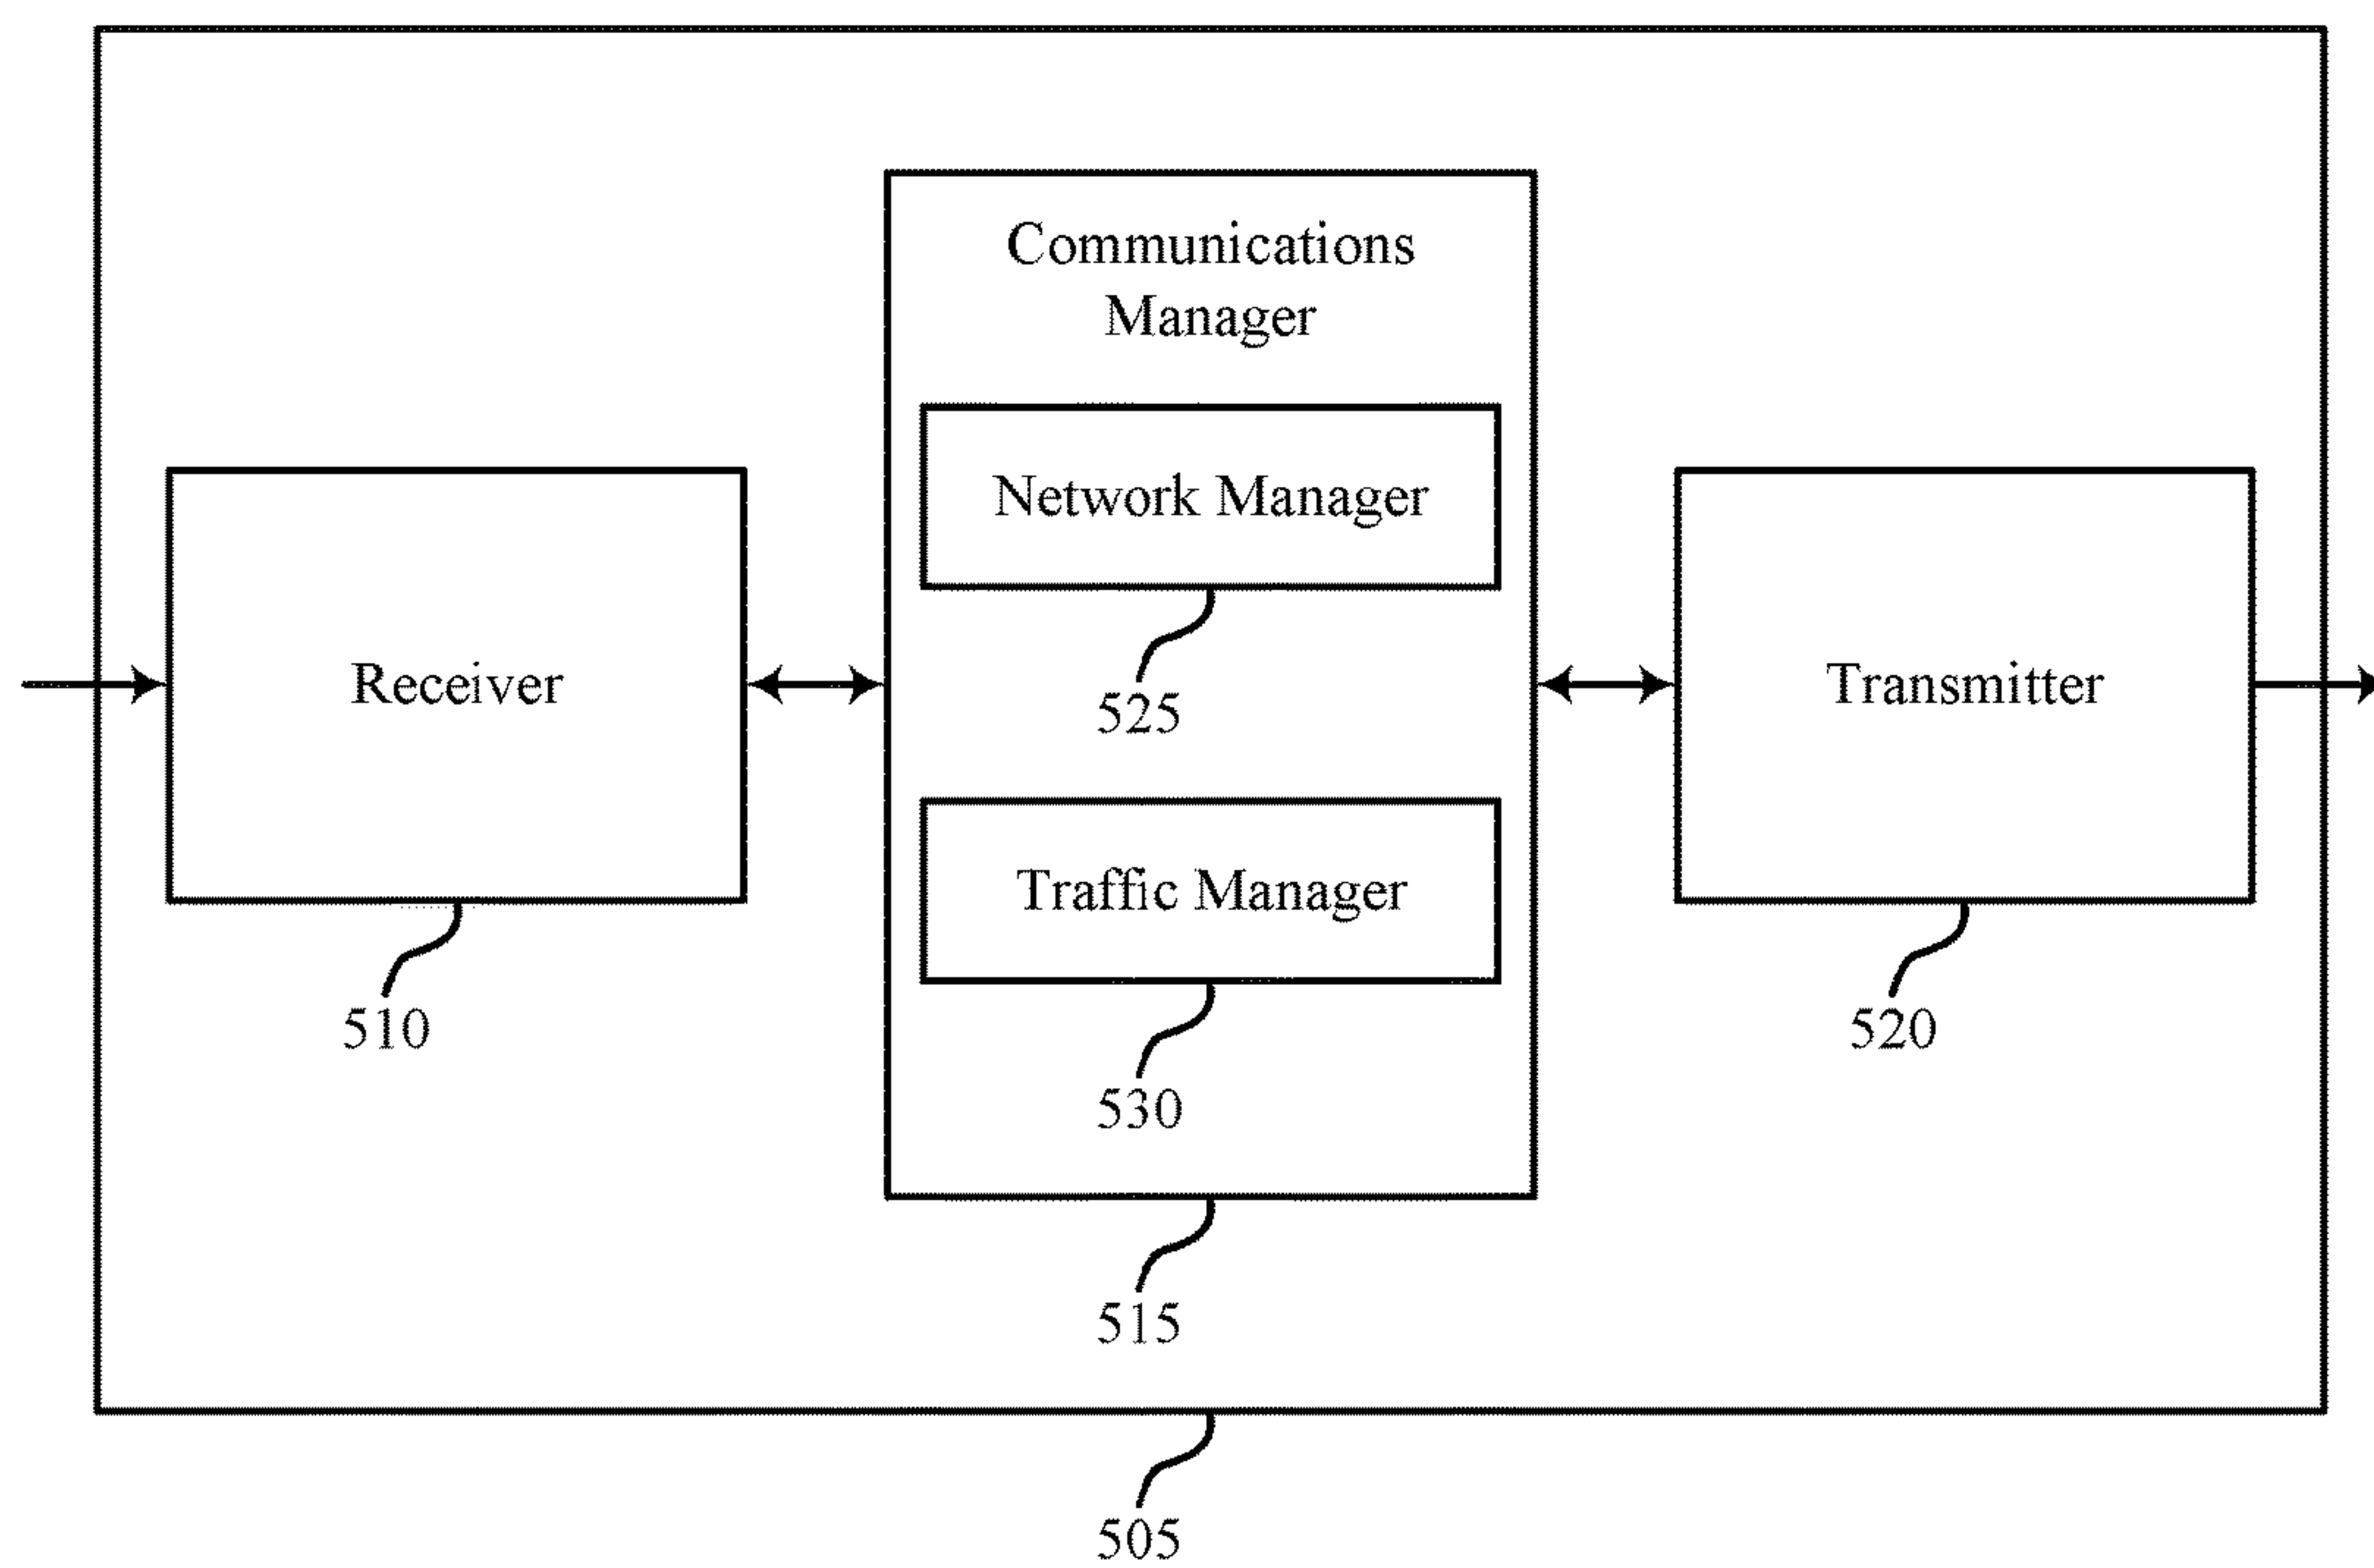 Communications
Manager
Network Manager
525
Receiver
510
Traffic Manager
530
Transmitter
520
515
505